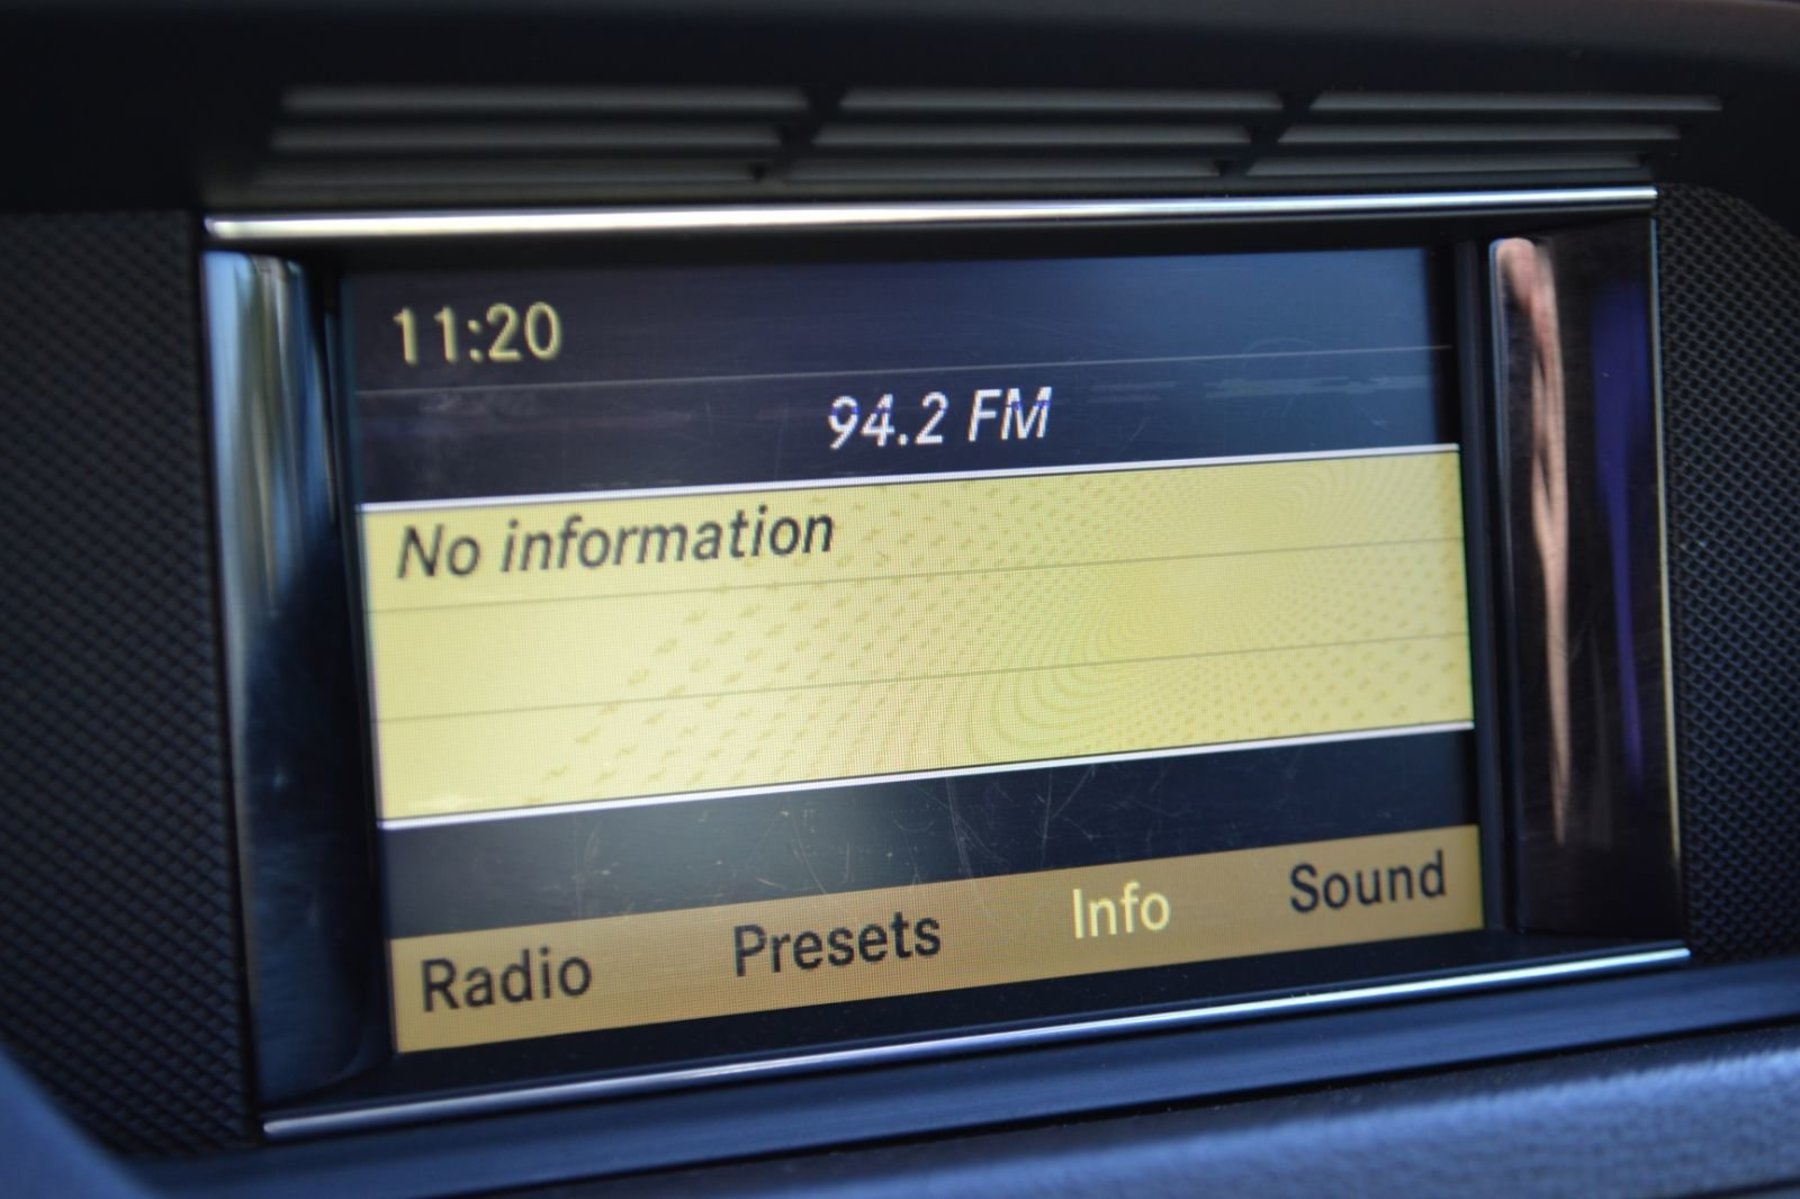 11:20
94.2 FM
No information
Radio Presets Info Sound